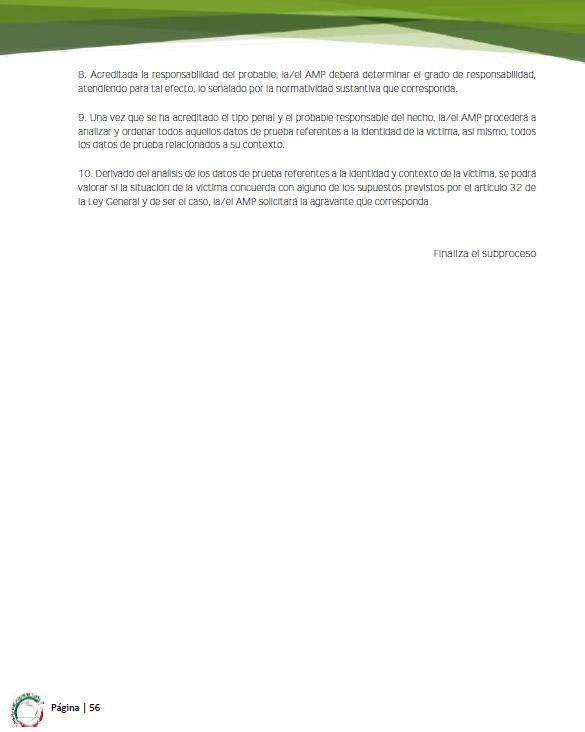 8. Acreditada la responsabilidad del probable, la/el AMP deberá determinar el grado de responsabilidad,
atendiendo para tal efecto, lo señalado por la normatividad sustantiva que corresponda.
9. Una vez que se ha acreditado el tipo penal y el probable responsable del hecho, la/el AMP procederá a
analizar y ordenar todos aquellos datos de prueba referentes a la identidad de la víctima, así mismo, todos
los datos de prueba relacionados a su contexto.
10. Derivado del análisis de los datos de prueba referentes a la identidad y contexto de la víctima, se podrá
valorar si la situación de la víctima concuerda con alguno de los supuestos previstos por el artículo 32 de
la Ley General y de ser el caso, la/el AMP solicitará la agravante que corresponda.
Finaliza el subproceso
Página | 56